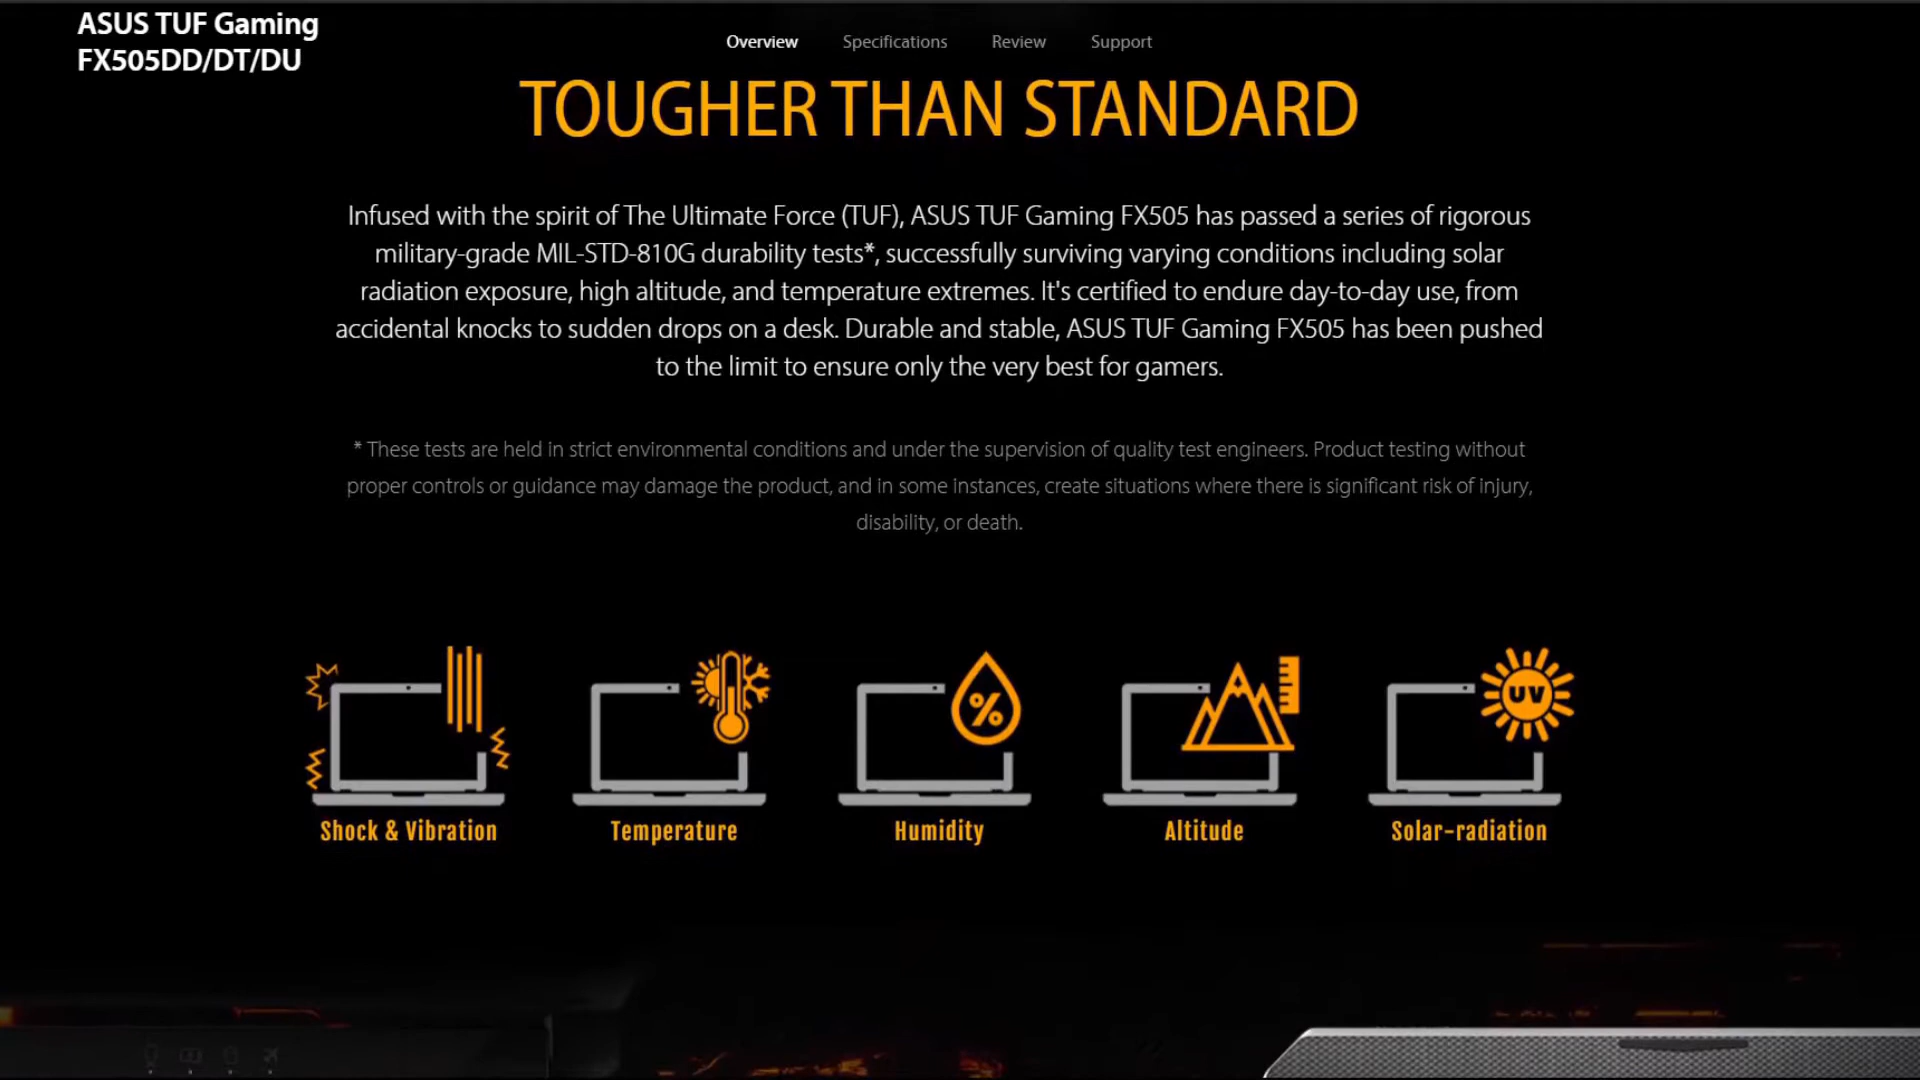 ASUS TUF Gaming
FX505DD/DT/DU
Overview Specifications Review Support
TOUGHER THAN STANDARD
Infused with the spirit of The Ultimate Force (TUF), ASUS TUF Gaming FX505 has passed a series of rigorous
military-grade MIL-STD-810G durability tests*, successfully surviving varying conditions including solar
radiation exposure, high altitude, and temperature extremes. It's certified to endure day-to-day use, from
accidental knocks to sudden drops on a desk. Durable and stable, ASUS TUF Gaming FX505 has been pushed
to the limit to ensure only the very best for gamers.
* These tests are held in strict environmental conditions and under the supervision of quality test engineers. Product testing without
proper controls or guidance may damage the product, and in some instances, create situations where there is significant risk of injury,
disability, or death.
%
UV
Shock & Vibration Temperature Humidity Altitude Solar-radiation